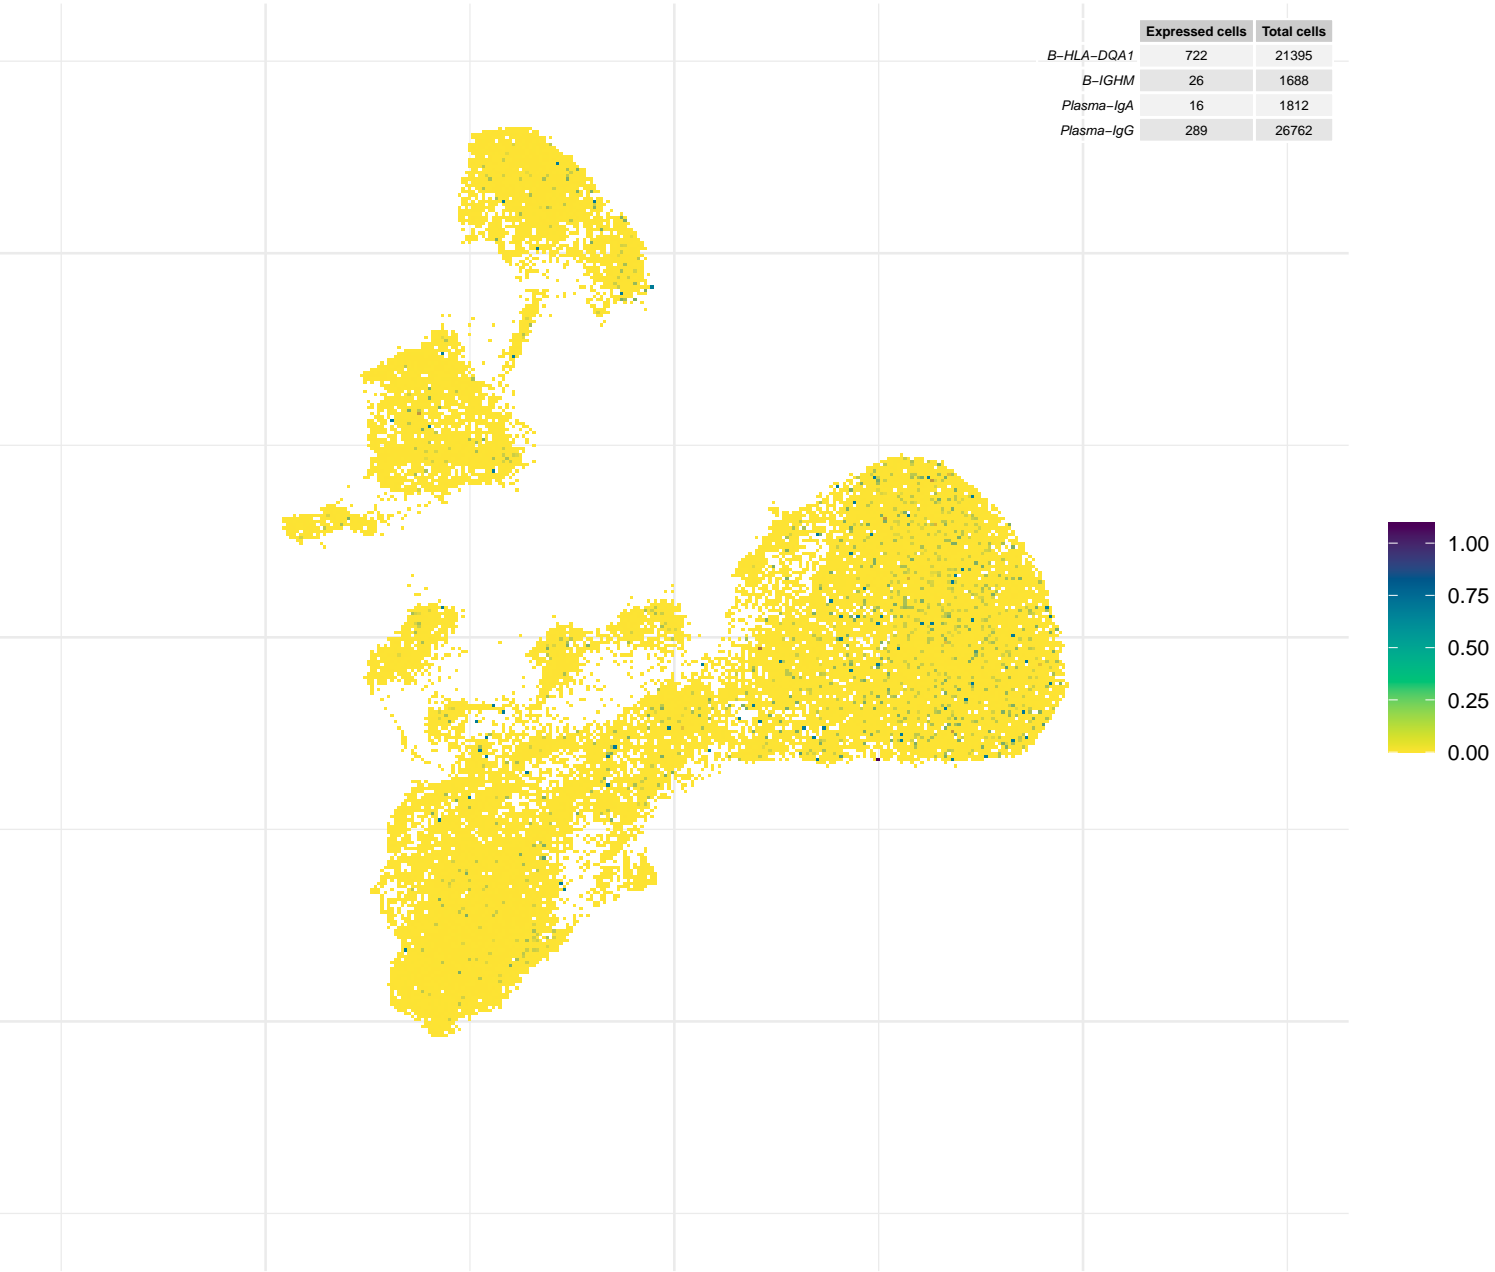 Expressed cells Total cells
B−HLA−DQA1 722 21395
B−IGHM 26 1688
Plasma−IgA 16 1812
Plasma−IgG 289 26762
1.00
0.75
0.50
0.25
0.00